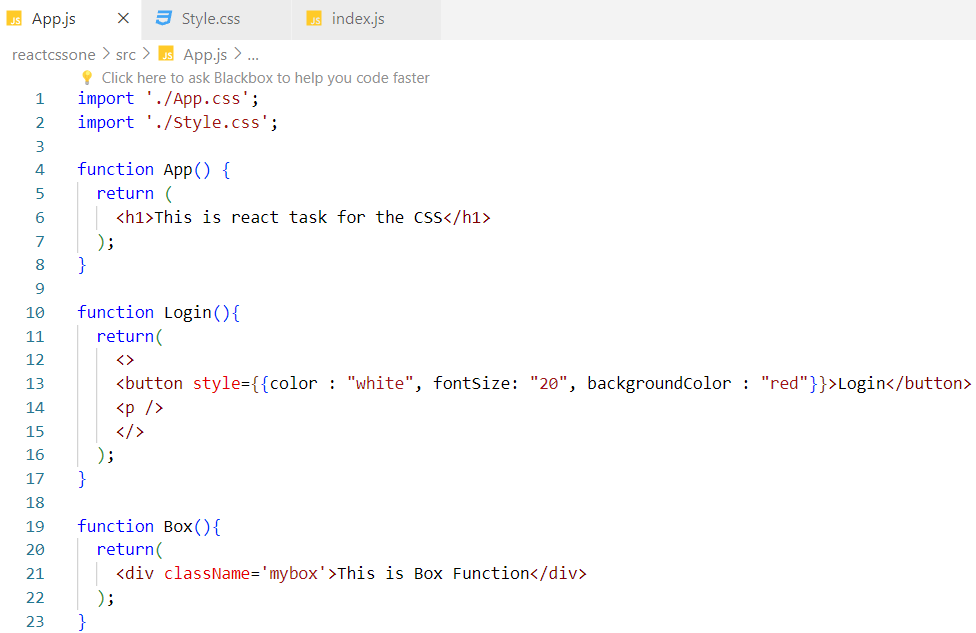 JS App.js × Style.css JS index.js
reactcssone > src > JS App.js > ...
Click here to ask Blackbox to help you code faster
1 import './App.css';
2 import './Style.css';
3
4 function App() {
5   return (
6     <h1>This is react task for the CSS</h1>
7   );
8 }
9
10 function Login(){
11   return(
12     <>
13     <button style={{color : "white", fontSize: "20", backgroundColor : "red"}}>Login</button>
14     <p />
15     </>
16   );
17 }
18
19 function Box(){
20   return(
21     <div className='mybox'>This is Box Function</div>
22   );
23 }